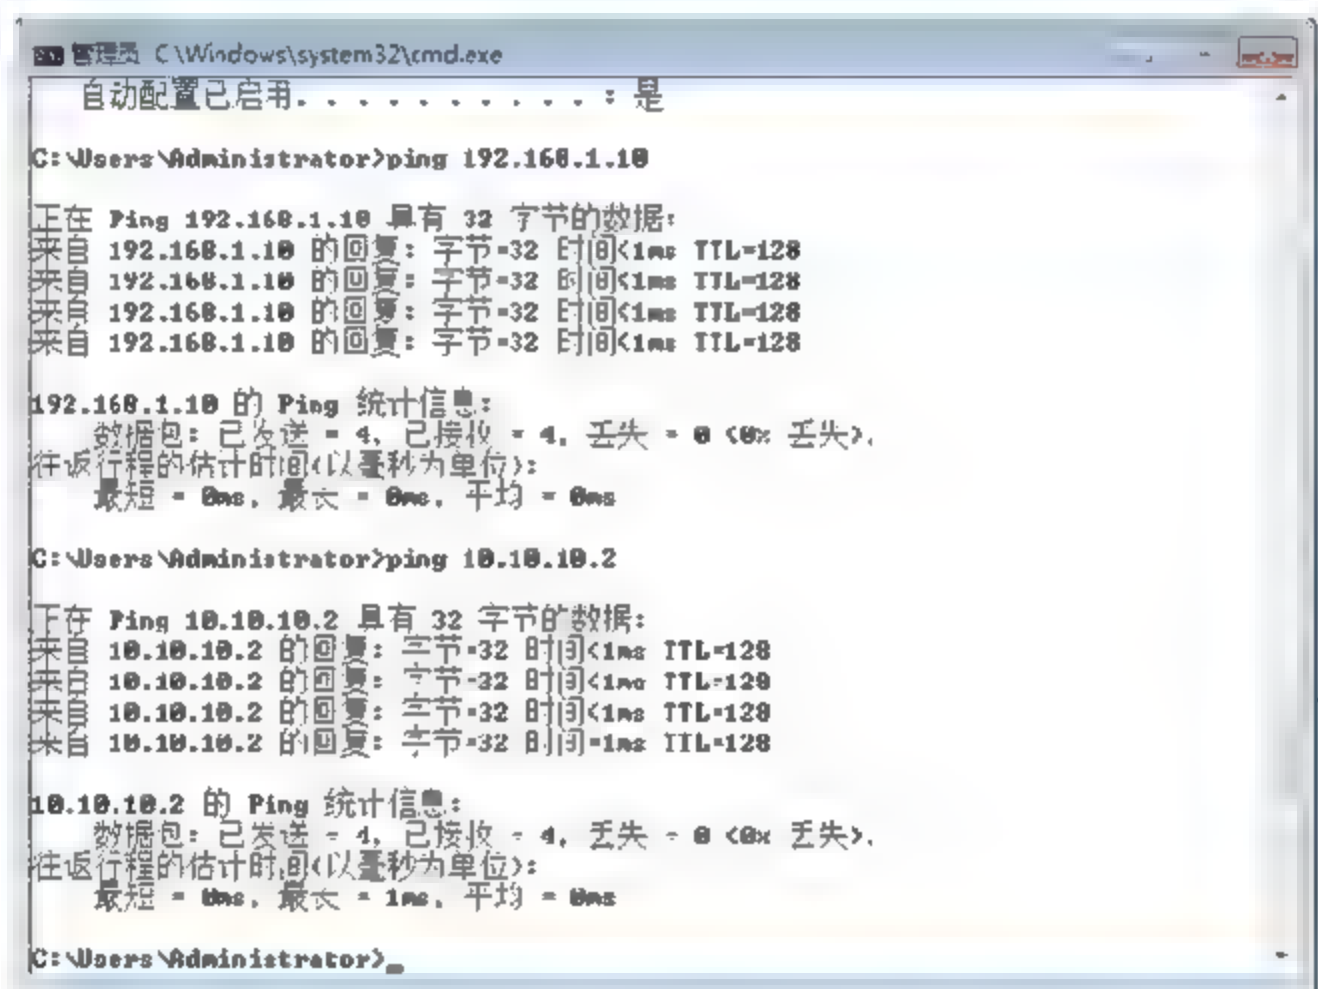 管理员 C:\Windows\system32\cmd.exe
自动配置已启用. . . . . . . . . . . : 是
C:\Users\Administrator>ping 192.168.1.10
正在 Ping 192.168.1.10 具有 32 字节的数据:
来自 192.168.1.10 的回复: 字节=32 时间<1ms TTL=128
来自 192.168.1.10 的回复: 字节=32 时间<1ms TTL=128
来自 192.168.1.10 的回复: 字节=32 时间<1ms TTL=128
来自 192.168.1.10 的回复: 字节=32 时间<1ms TTL=128
192.168.1.10 的 Ping 统计信息:
数据包: 已发送 = 4, 已接收 = 4, 丢失 = 0 (0% 丢失),
往返行程的估计时间(以毫秒为单位):
最短 = 0ms, 最长 = 0ms, 平均 = 0ms
C:\Users\Administrator>ping 10.10.10.2
正在 Ping 10.10.10.2 具有 32 字节的数据:
来自 10.10.10.2 的回复: 字节=32 时间<1ms TTL=128
来自 10.10.10.2 的回复: 字节=32 时间<1ms TTL=128
来自 10.10.10.2 的回复: 字节=32 时间<1ms TTL=128
来自 10.10.10.2 的回复: 字节=32 时间=1ms TTL=128
10.10.10.2 的 Ping 统计信息:
数据包: 已发送 = 4, 已接收 = 4, 丢失 = 0 (0% 丢失),
往返行程的估计时间(以毫秒为单位):
最短 = 0ms, 最长 = 1ms, 平均 = 0ms
C:\Users\Administrator>_